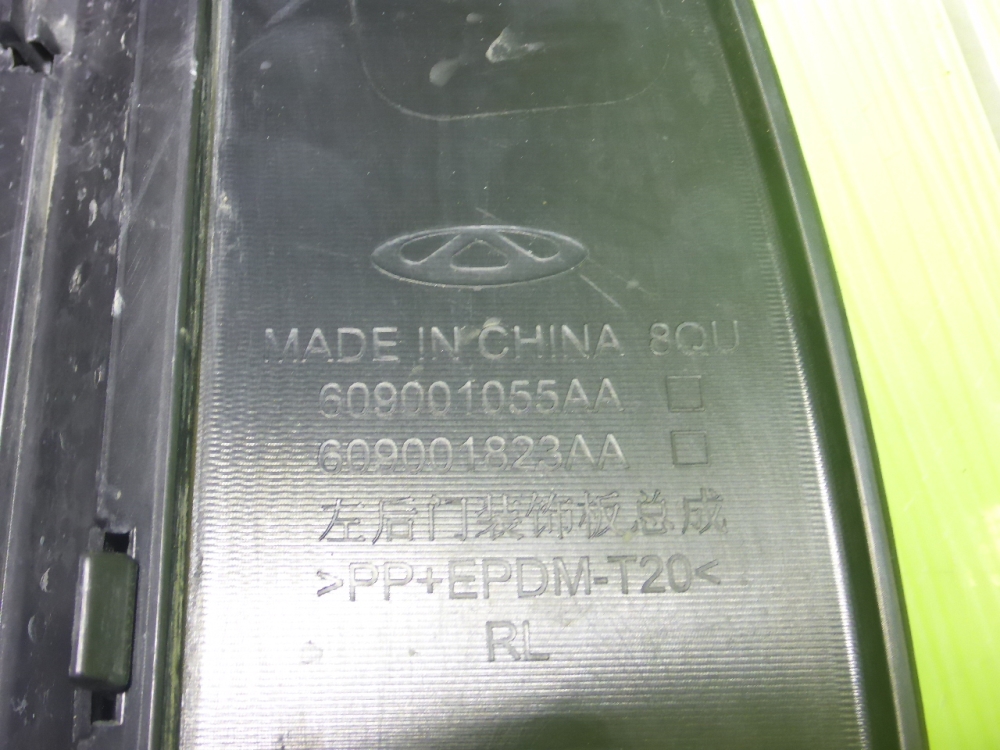 MADE IN CHINA 8QU
609001055AA
609001823AA
左后门装饰板总成
>PP+EPDM-T20<
RL